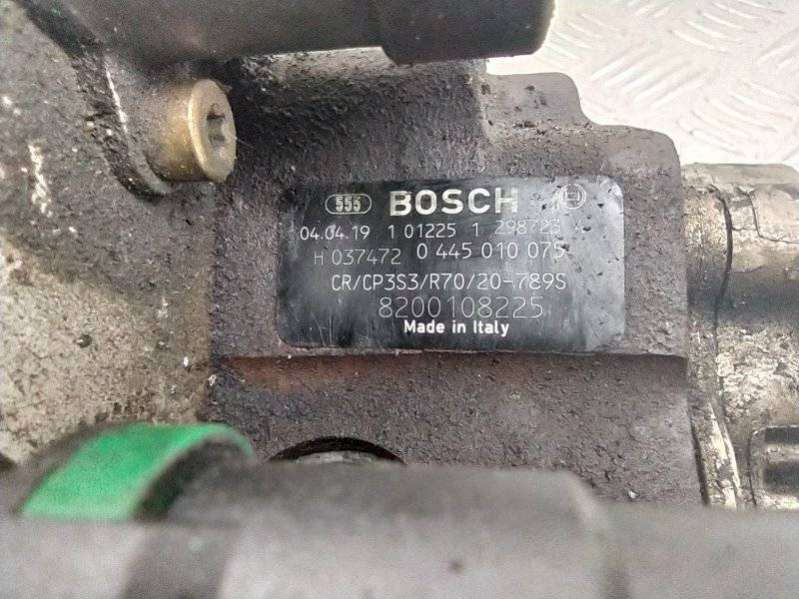 555 BOSCH
04.04.19 1 01225 1 298723
H 037472 0 445 010 075
CR/CP3S3/R70/20-789S
8200108225
Made in Italy